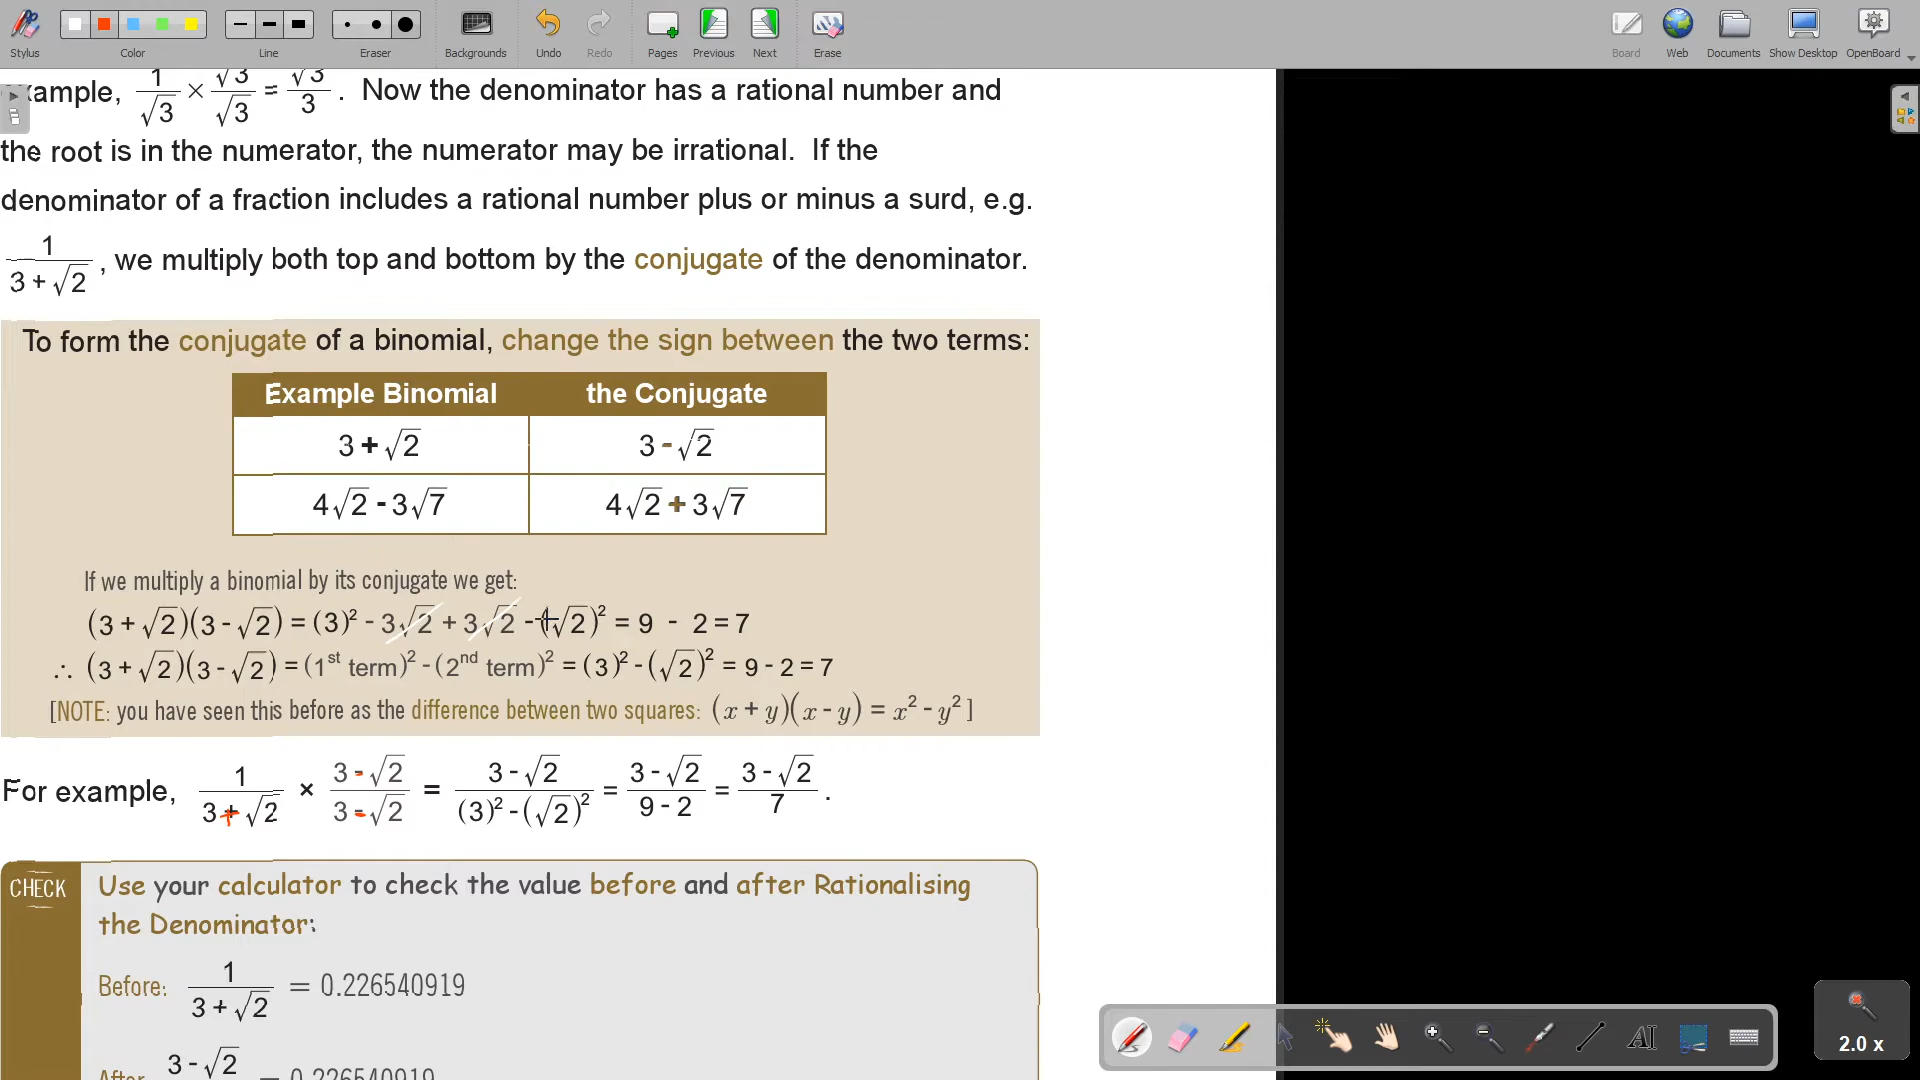 Stylus Color Line Eraser Backgrounds Undo Redo Pages Previous Next Erase Board Web Documents Show Desktop OpenBoard
example, 1/√3 × √3/√3 = √3/3 . Now the denominator has a rational number and
the root is in the numerator, the numerator may be irrational. If the
denominator of a fraction includes a rational number plus or minus a surd, e.g.
1/(3 + √2) , we multiply both top and bottom by the conjugate of the denominator.
To form the conjugate of a binomial, change the sign between the two terms:
Example Binomial the Conjugate
3 + √2 3 - √2
4√2 - 3√7 4√2 + 3√7
If we multiply a binomial by its conjugate we get:
(3 + √2)(3 - √2) = (3)² - 3√2 + 3√2 - (√2)² = 9 - 2 = 7
∴ (3 + √2)(3 - √2) = (1st term)² - (2nd term)² = (3)² - (√2)² = 9 - 2 = 7
[NOTE: you have seen this before as the difference between two squares: (x + y)(x - y) = x² - y² ]
For example, 1/(3 + √2) × (3 - √2)/(3 - √2) = (3 - √2)/((3)² - (√2)²) = (3 - √2)/(9 - 2) = (3 - √2)/7 .
CHECK
Use your calculator to check the value before and after Rationalising
the Denominator:
Before: 1/(3 + √2) = 0.226540919
After (3 - √2) = 0.226540919
AI
2.0 x